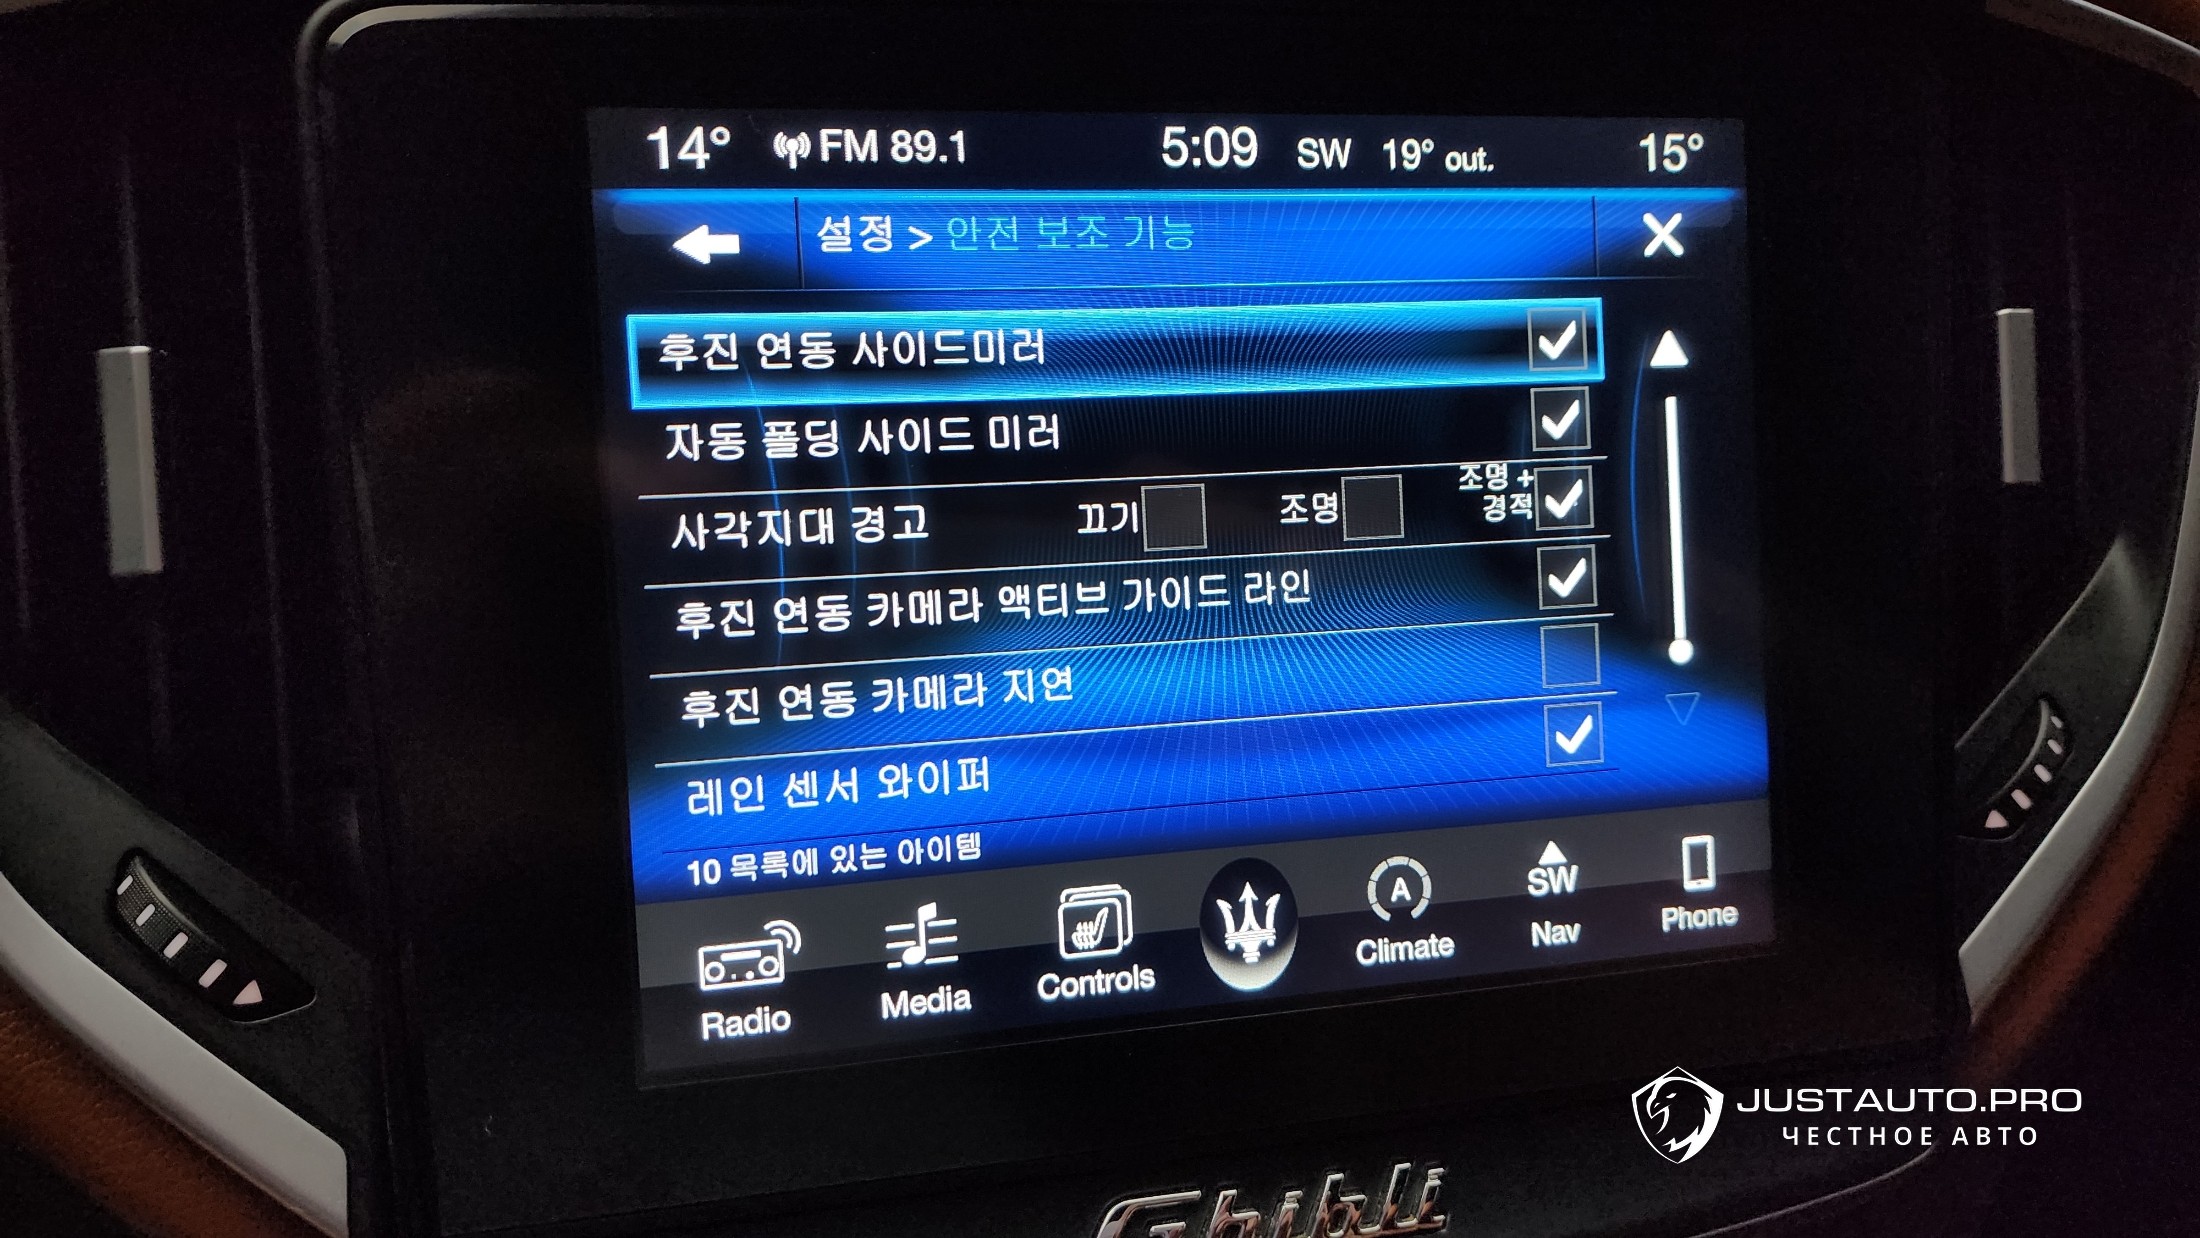 14° FM 89.1 5:09 SW 19° out. 15°
설정 > 안전 보조 기능
후진 연동 사이드미러
자동 폴딩 사이드 미러
사각지대 경고 끄기 조명 조명 + 경적
후진 연동 카메라 액티브 가이드 라인
후진 연동 카메라 지연
레인 센서 와이퍼
10 목록에 있는 아이템
A SW
Radio Media Controls Climate Nav Phone
JUSTAUTO.PRO
ЧЕСТНОЕ АВТО
Ghibli